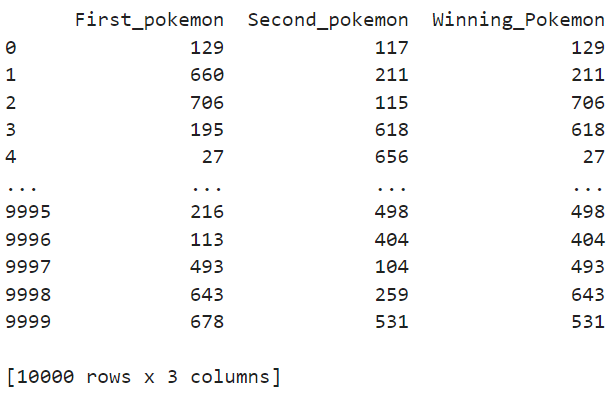 First_pokemon Second_pokemon Winning_Pokemon
0 129 117 129
1 660 211 211
2 706 115 706
3 195 618 618
4 27 656 27
... ... ... ...
9995 216 498 498
9996 113 404 404
9997 493 104 493
9998 643 259 643
9999 678 531 531
[10000 rows x 3 columns]